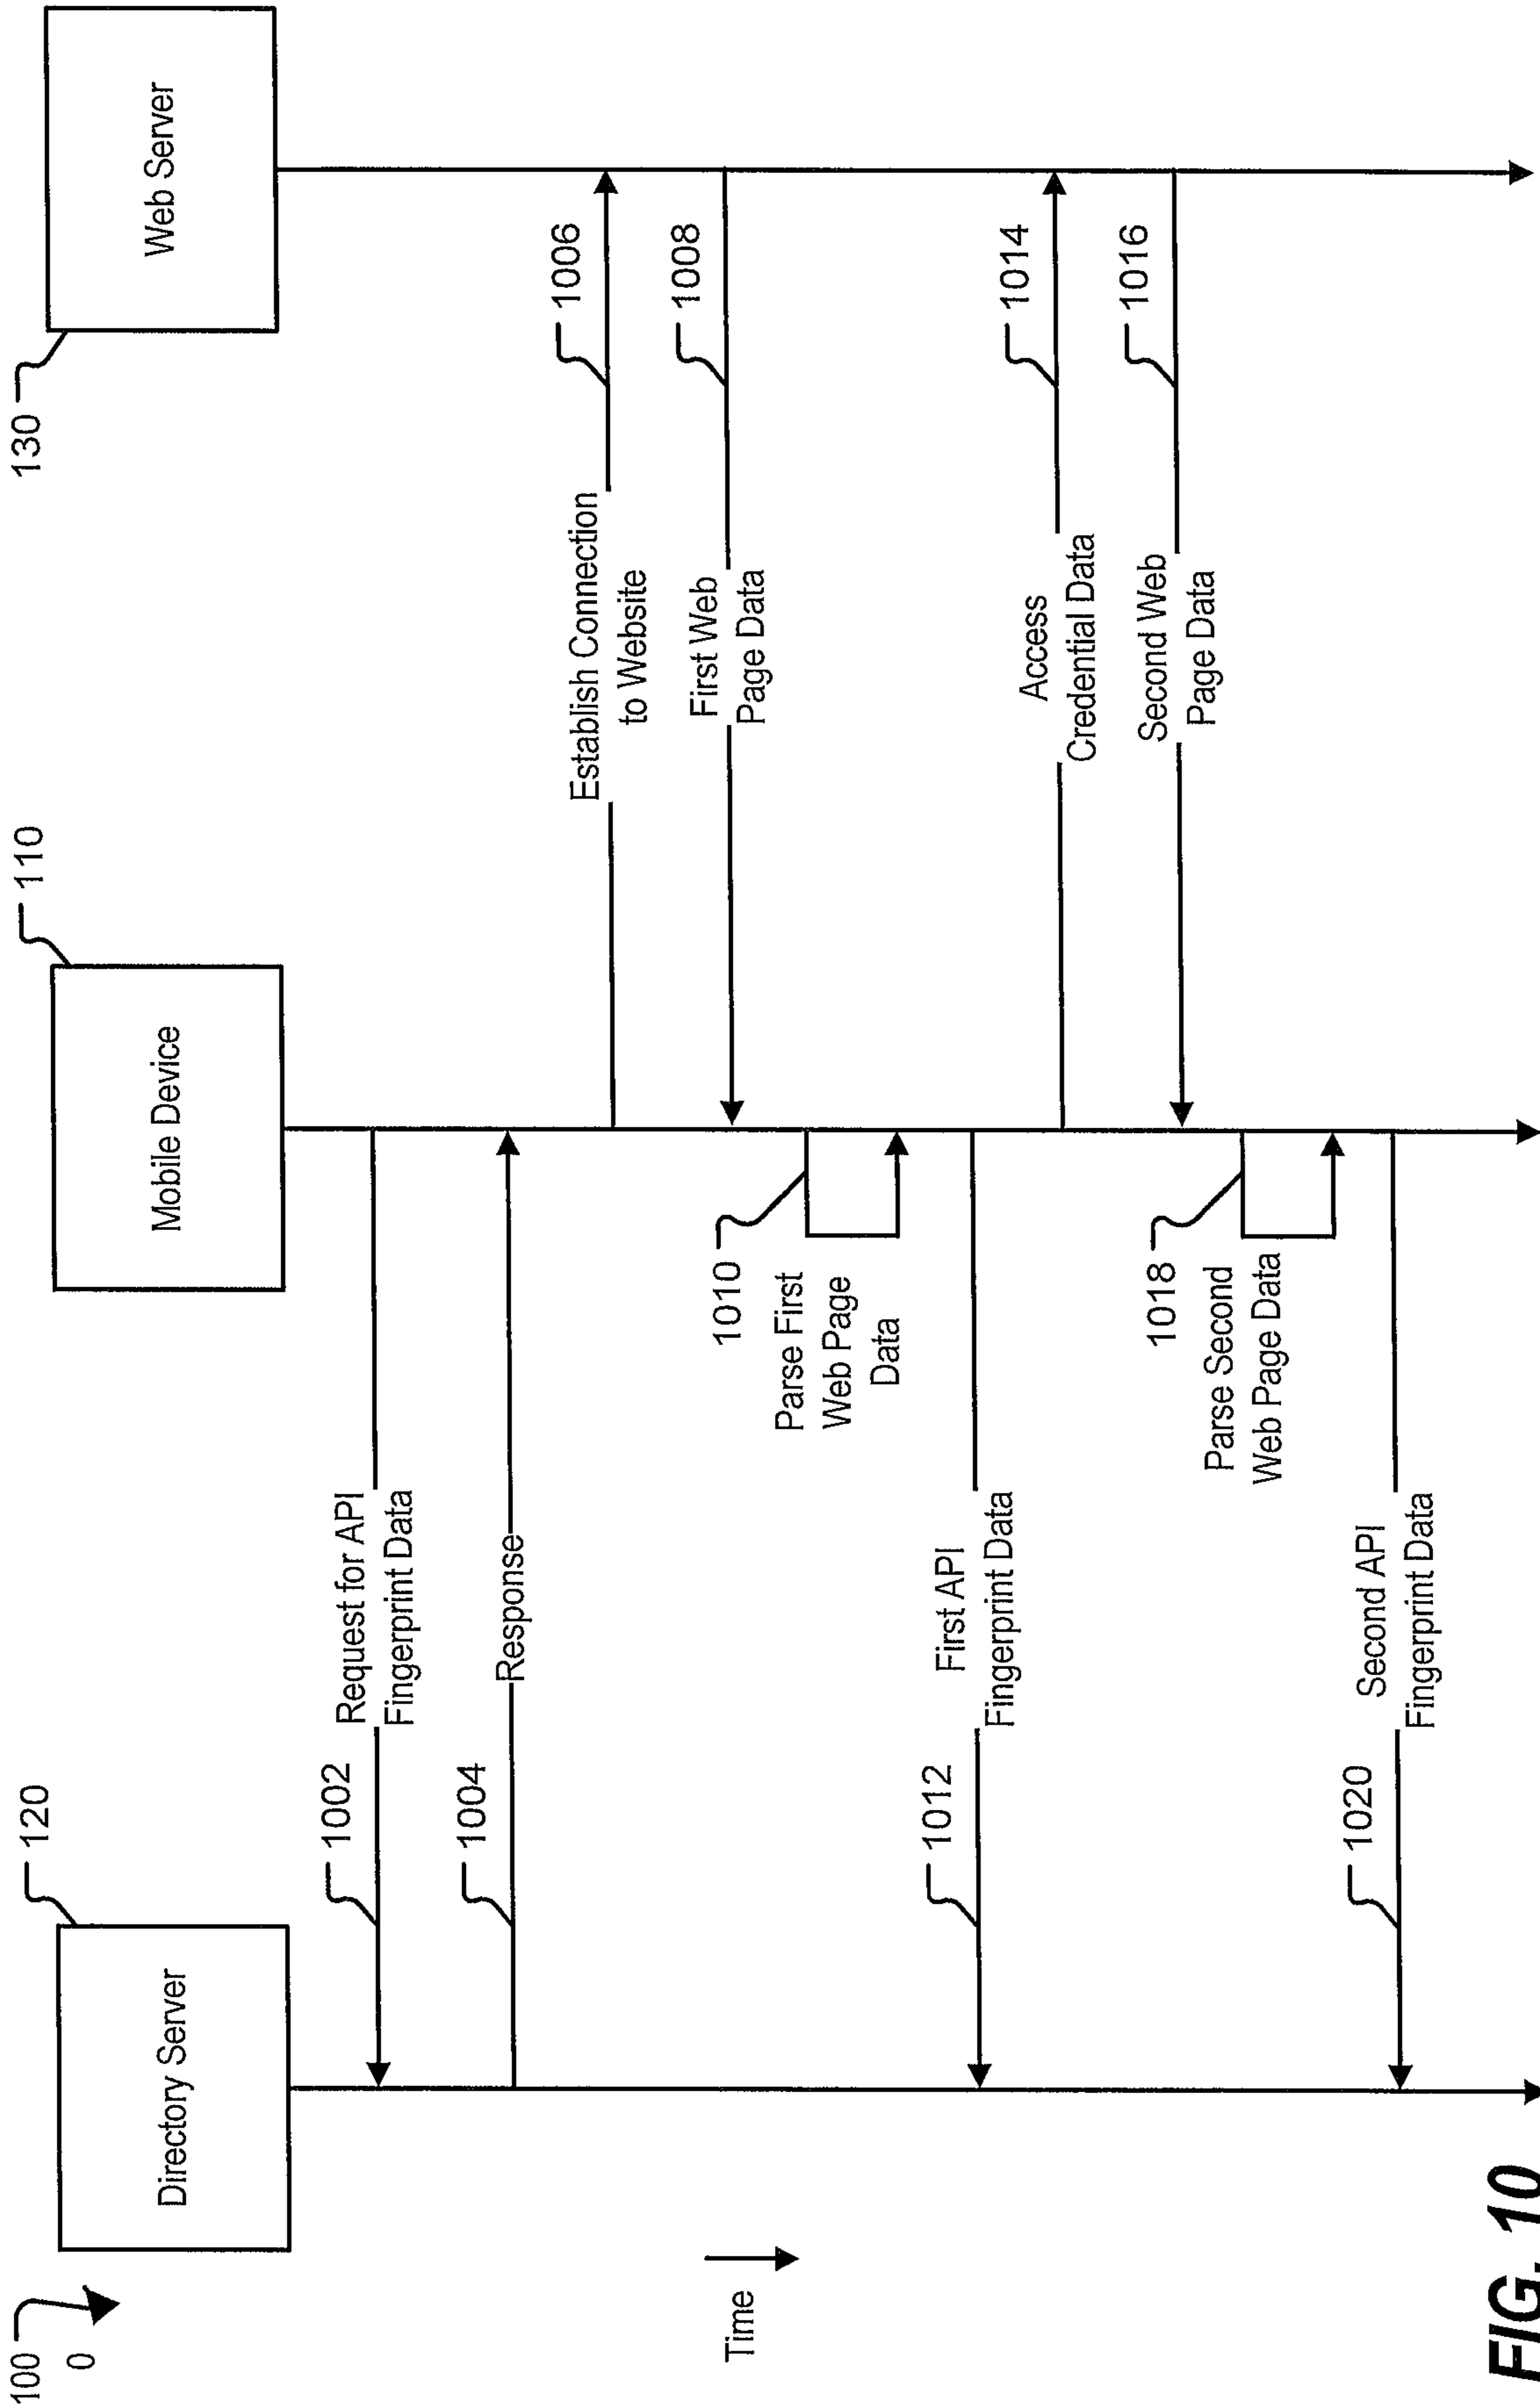 100
0
120
110
130
Directory Server
Mobile Device
Web Server
1002
Request for API
Fingerprint Data
1004
Response
Establish Connection
to Website
1006
First Web
Page Data
1008
1010
Parse First
Web Page
Data
Time
1012
First API
Fingerprint Data
Access
Credential Data
1014
Second Web
Page Data
1016
1018
Parse Second
Web Page Data
1020
Second API
Fingerprint Data
FIG. 10